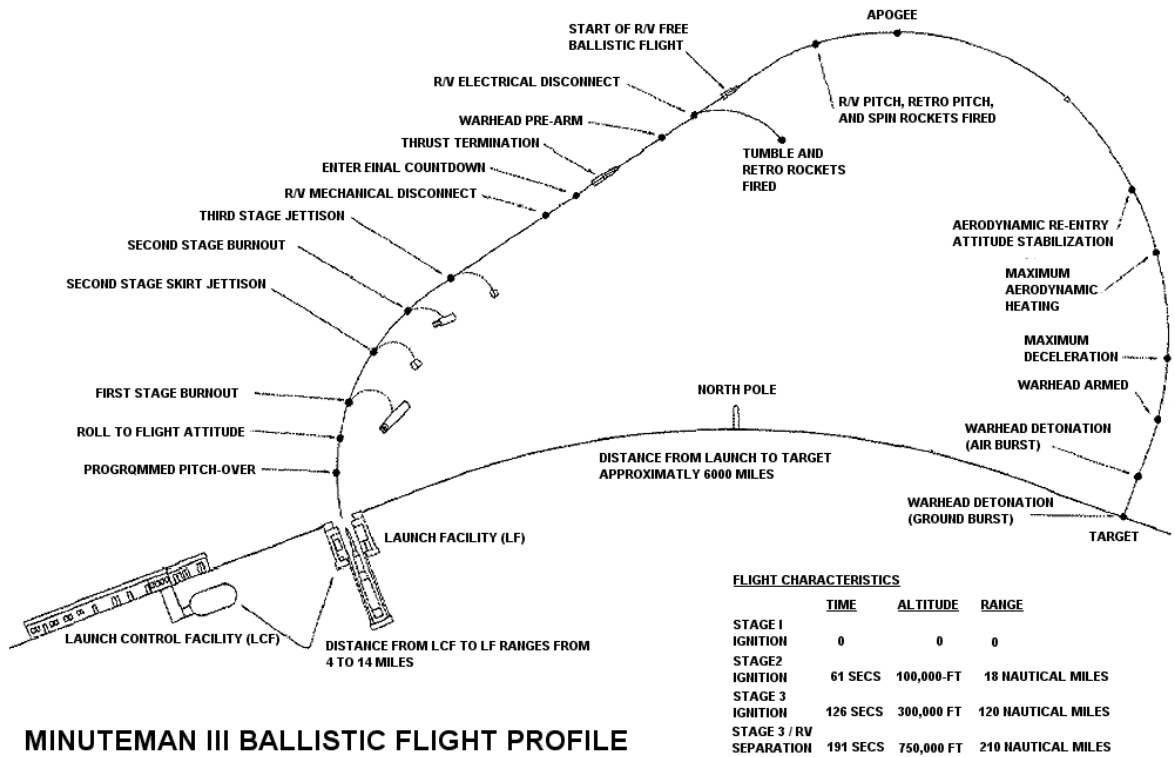 APOGEE
START OF R/V FREE
BALLISTIC FLIGHT
R/V ELECTRICAL DISCONNECT
R/V PITCH, RETRO PITCH,
AND SPIN ROCKETS FIRED
WARHEAD PRE-ARM
THRUST TERMINATION
TUMBLE AND
RETRO ROCKETS
FIRED
ENTER FINAL COUNTDOWN
R/V MECHANICAL DISCONNECT
THIRD STAGE JETTISON
SECOND STAGE BURNOUT
SECOND STAGE SKIRT JETTISON
AERODYNAMIC RE-ENTRY
ATTITUDE STABILIZATION
MAXIMUM
AERODYNAMIC
HEATING
MAXIMUM
DECELERATION
FIRST STAGE BURNOUT
NORTH POLE
WARHEAD ARMED
ROLL TO FLIGHT ATTITUDE
WARHEAD DETONATION
(AIR BURST)
PROGRQMMED PITCH-OVER
DISTANCE FROM LAUNCH TO TARGET
APPROXIMATLY 6000 MILES
WARHEAD DETONATION
(GROUND BURST)
TARGET
LAUNCH FACILITY (LF)
LAUNCH CONTROL FACILITY (LCF)
DISTANCE FROM LCF TO LF RANGES FROM
4 TO 14 MILES
FLIGHT CHARACTERISTICS
TIME ALTITUDE RANGE
STAGE I
IGNITION 0 0 0
STAGE2
IGNITION 61 SECS 100,000-FT 18 NAUTICAL MILES
STAGE 3
IGNITION 126 SECS 300,000 FT 120 NAUTICAL MILES
STAGE 3 / RV
SEPARATION 191 SECS 750,000 FT 210 NAUTICAL MILES
MINUTEMAN III BALLISTIC FLIGHT PROFILE